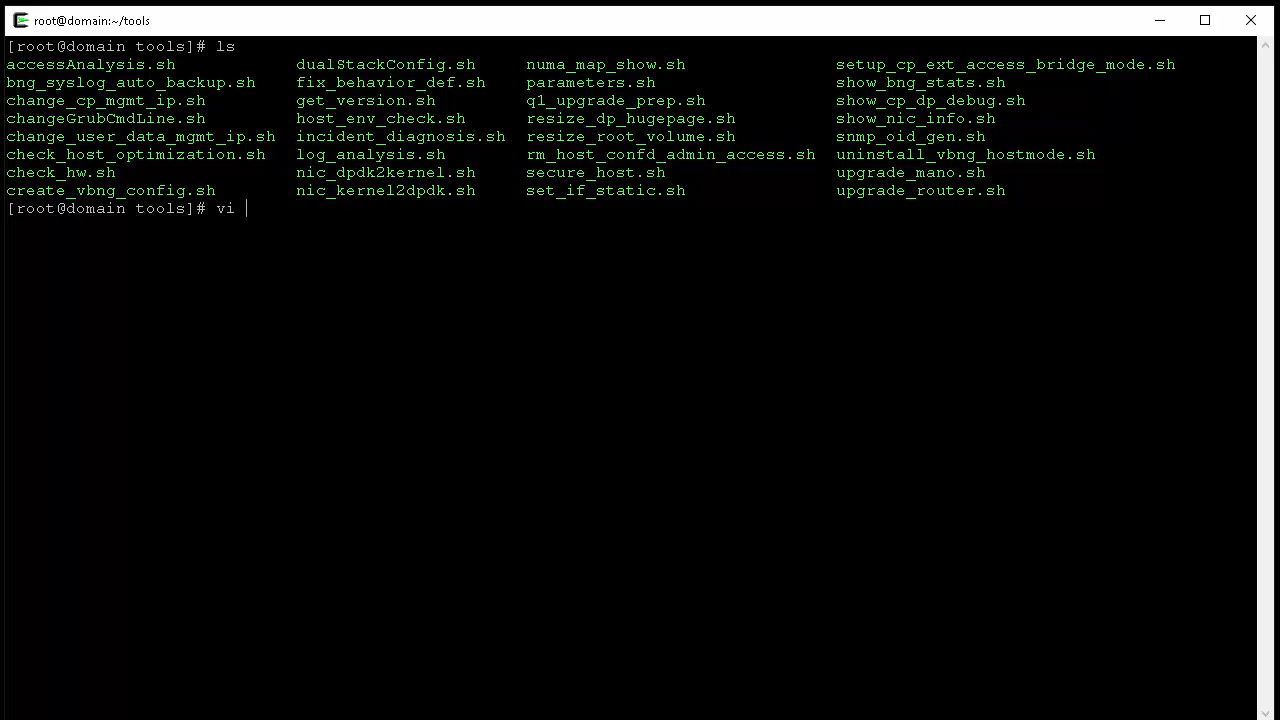 root@domain:~/tools
[root@domain tools]# ls
accessAnalysis.sh dualStackConfig.sh numa_map_show.sh setup_cp_ext_access_bridge_mode.sh
bng_syslog_auto_backup.sh fix_behavior_def.sh parameters.sh show_bng_stats.sh
change_cp_mgmt_ip.sh get_version.sh q1_upgrade_prep.sh show_cp_dp_debug.sh
changeGrubCmdLine.sh host_env_check.sh resize_dp_hugepage.sh show_nic_info.sh
change_user_data_mgmt_ip.sh incident_diagnosis.sh resize_root_volume.sh snmp_oid_gen.sh
check_host_optimization.sh log_analysis.sh rm_host_confd_admin_access.sh uninstall_vbng_hostmode.sh
check_hw.sh nic_dpdk2kernel.sh secure_host.sh upgrade_mano.sh
create_vbng_config.sh nic_kernel2dpdk.sh set_if_static.sh upgrade_router.sh
[root@domain tools]# vi